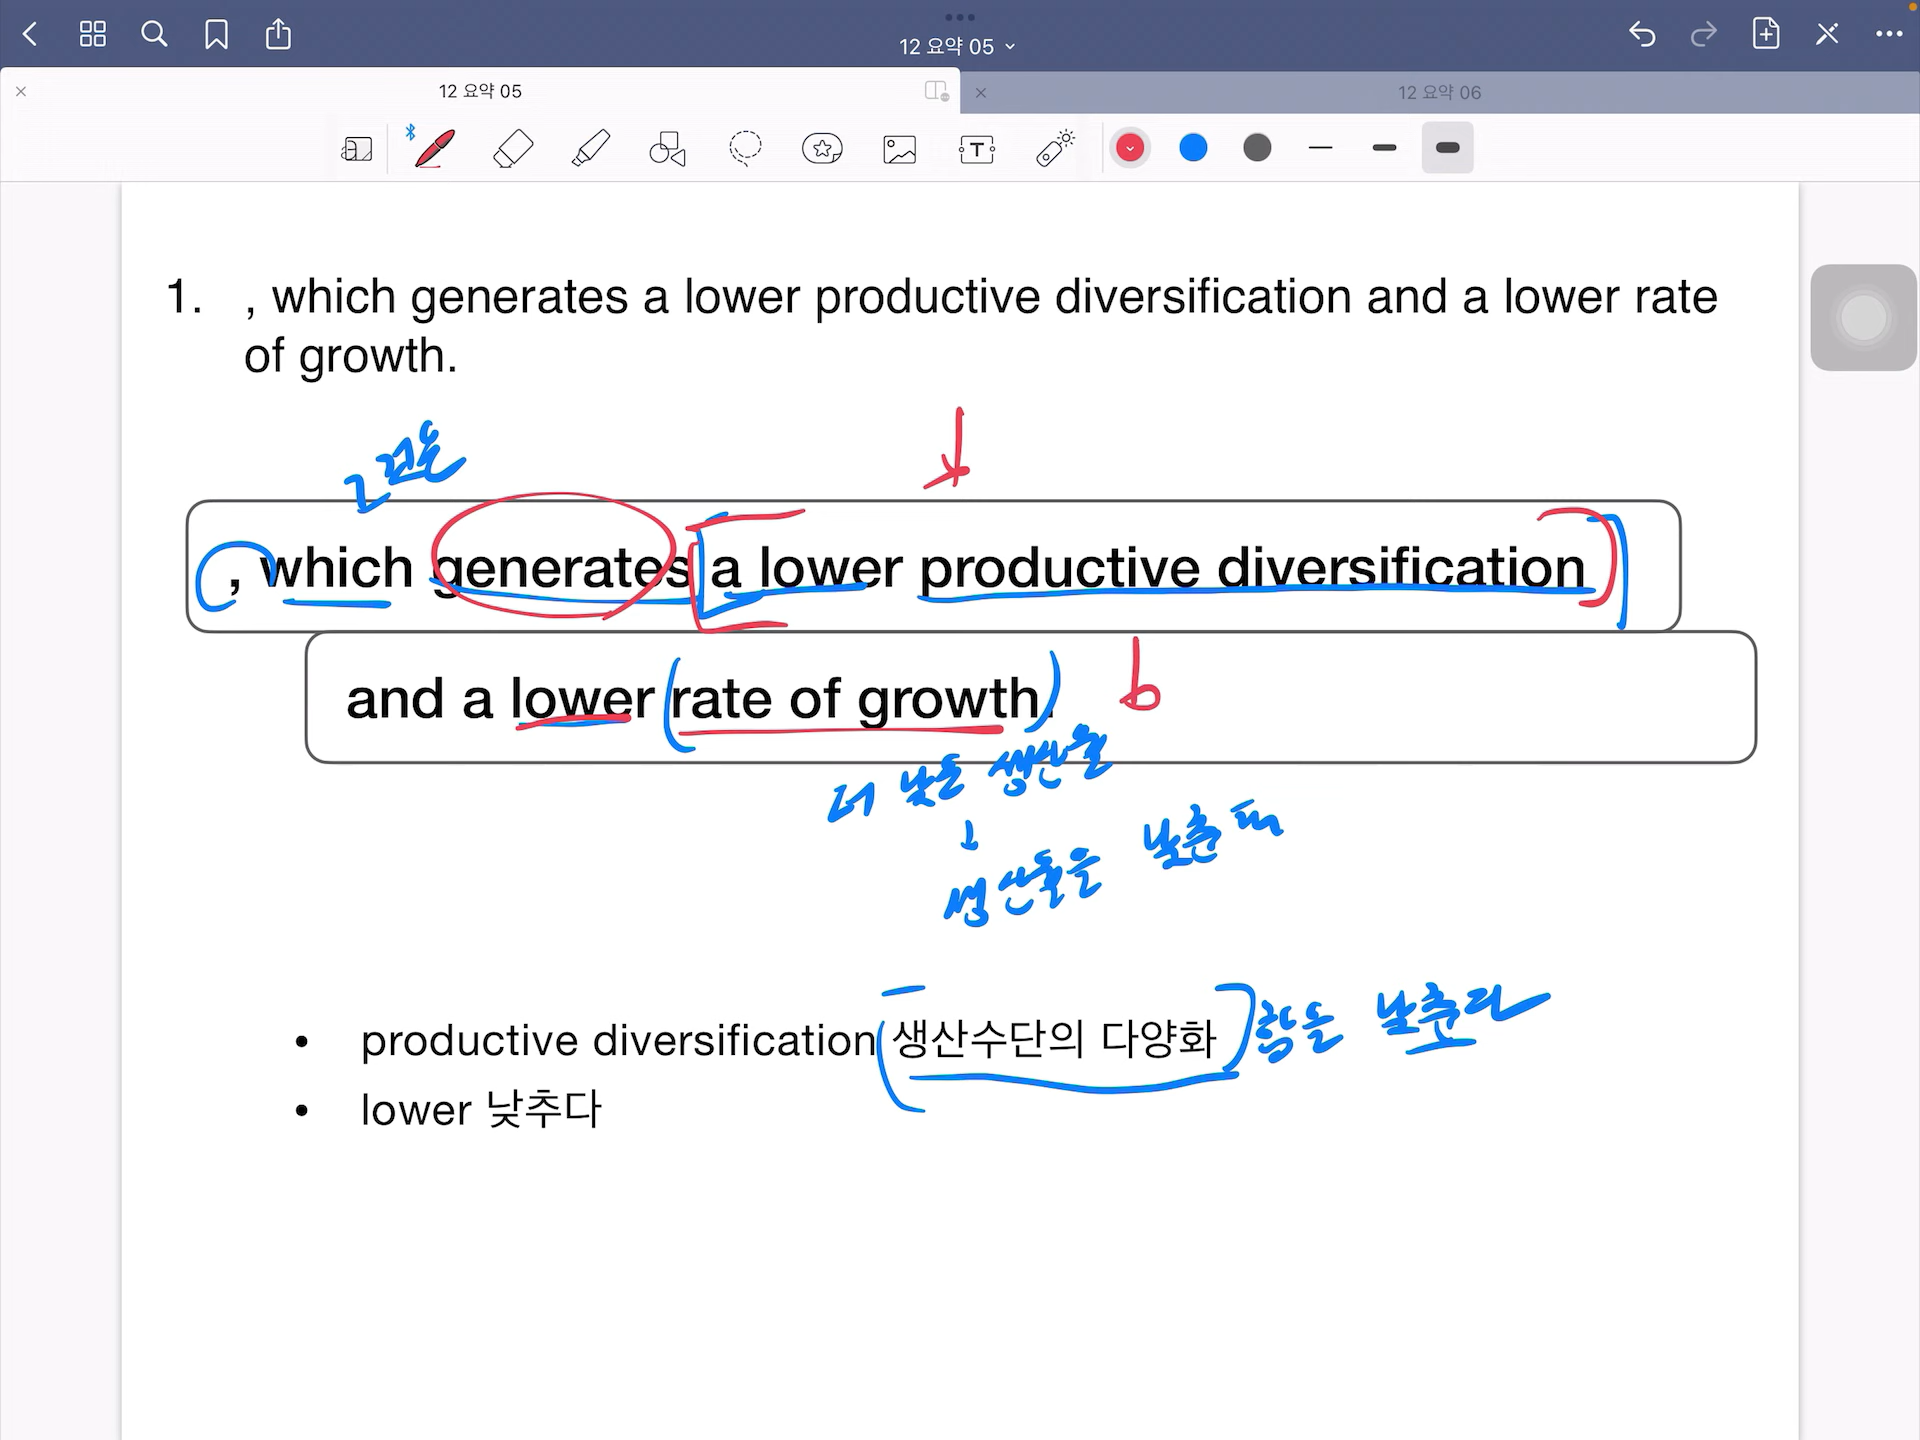 12 요약 05
12 요약 05
12 요약 06
1. , which generates a lower productive diversification and a lower rate
of growth.
그것은
, which generates a lower productive diversification
and a lower rate of growth.
더 낮은 생산율
생산율을 낮춘
• productive diversification 생산수단의 다양화 함을 낮춘다
• lower 낮추다